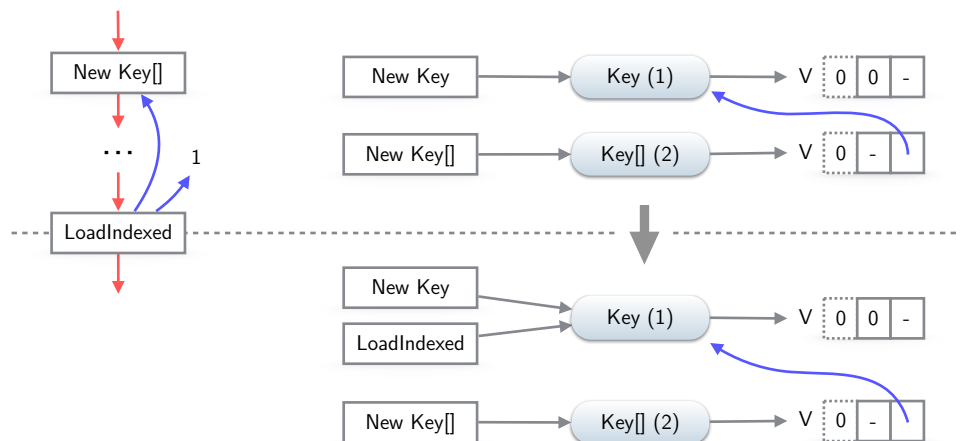 New Key[]
...
1
LoadIndexed
New Key Key (1) V 0 0 -
New Key[] Key[] (2) V 0 -
New Key
LoadIndexed
Key (1) V 0 0 -
New Key[] Key[] (2) V 0 -